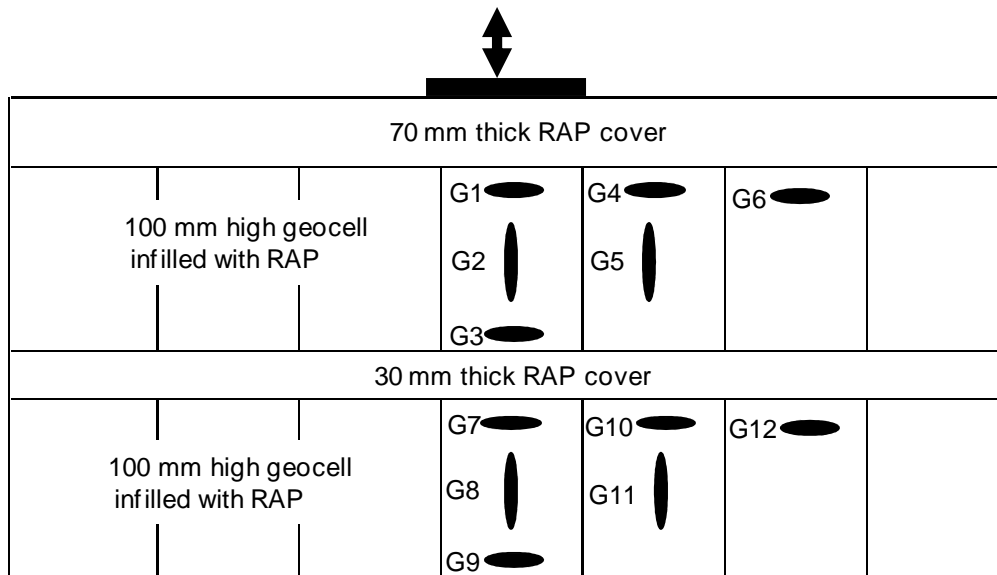 70 mm thick RAP cover
G1
G4
G6
100 mm high geocell
infilled with RAP
G2
G5
G3
30 mm thick RAP cover
G7
G10
G12
100 mm high geocell
infilled with RAP
G8
G11
G9